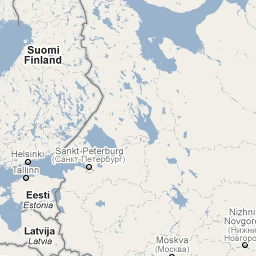 Suomi
Finland
Helsinki
Tallinn
Sankt-Peterburg
(Санкт-Петербург)
Eesti
Estonia
Latvija
Latvia
Nizhni
Novgoro
(Нижни
Новгоро
Moskva
(Москва)